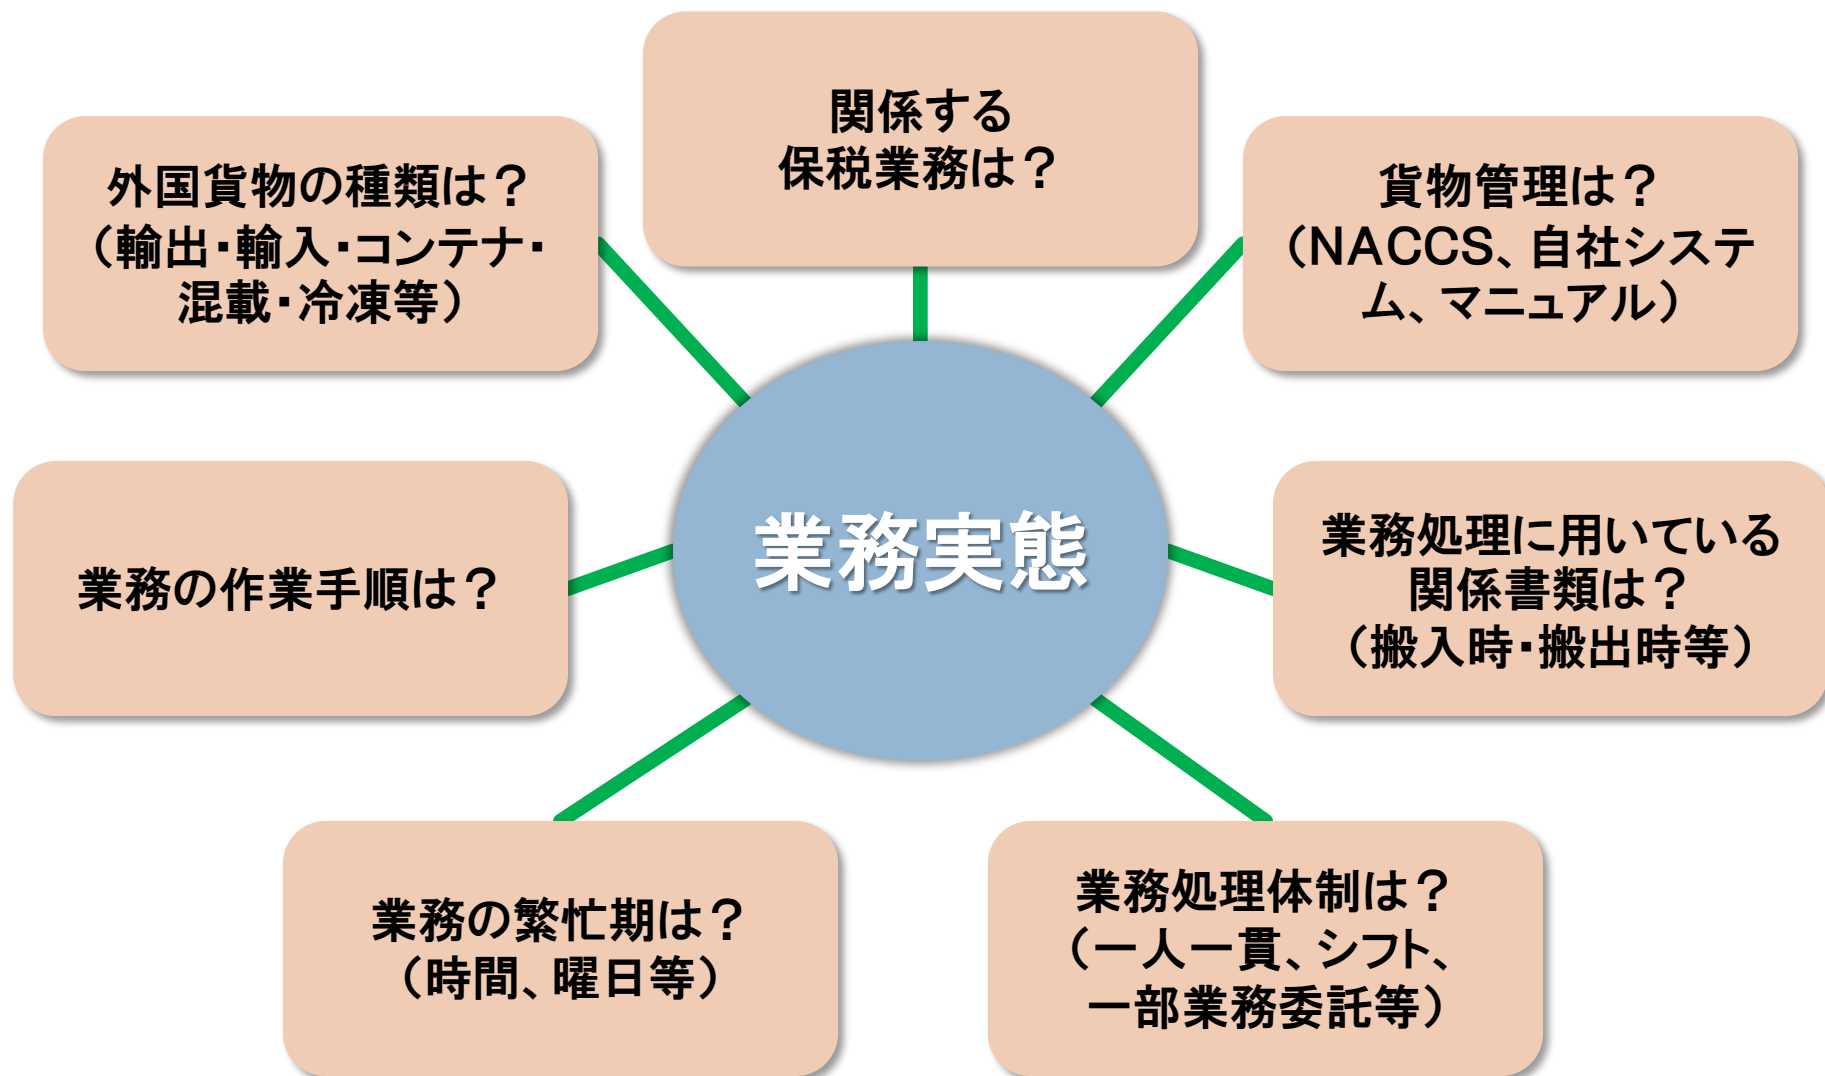 関係する
保税業務は？
外国貨物の種類は？
（輸出・輸入・コンテナ・
混載・冷凍等）
貨物管理は？
（NACCS、自社システ
ム、マニュアル）
業務実態
業務の作業手順は？
業務処理に用いている
関係書類は？
（搬入時・搬出時等）
業務の繁忙期は？
（時間、曜日等）
業務処理体制は？
（一人一貫、シフト、
一部業務委託等）